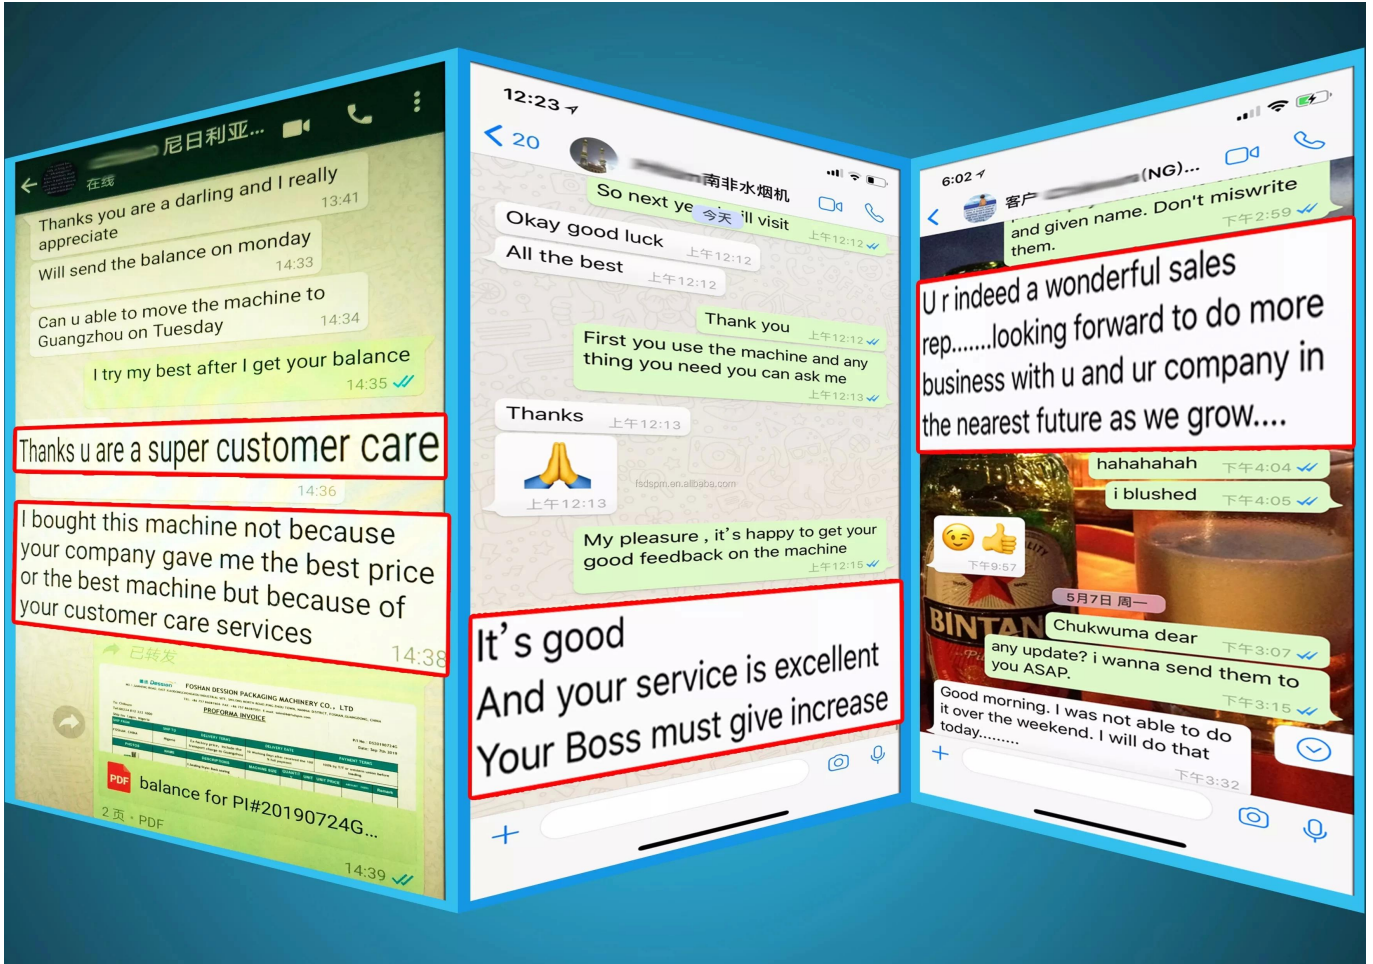 尼日利亚...
在线
Thanks you are a darling and I really
appreciate
13:41
Will send the balance on monday
14:33
Can u able to move the machine to
Guangzhou on Tuesday
14:34
I try my best after I get your balance
14:35
Thanks u are a super customer care
14:36
I bought this machine not because
your company gave me the best price
or the best machine but because of
your customer care services
14:38
已转发
Dession
FOSHAN DESSION PACKAGING MACHINERY CO., LTD
PROFORMA INVOICE
PDF
balance for PI#20190724G...
2 页 · PDF
14:39
12:23
20
南非水烟机
So next ye
ill visit
上午12:12
今天
Okay good luck
上午12:12
All the best
上午12:12
Thank you
上午12:12
First you use the machine and any
thing you need you can ask me
上午12:13
Thanks
上午12:13
上午12:13
fsdspm.en.alibaba.com
My pleasure , it's happy to get your
good feedback on the machine
上午12:15
It's good
And your service is excellent
Your Boss must give increase
6:02
客户
(NG)...
and given name. Don't miswrite
them.
下午2:59
U r indeed a wonderful sales
rep.......looking forward to do more
business with u and ur company in
the nearest future as we grow....
hahahahah
下午4:04
i blushed
下午4:05
下午9:57
BINTAN
5月7日 周一
Chukwuma dear
下午3:07
any update? i wanna send them to
you ASAP.
下午3:15
Good morning. I was not able to do
it over the weekend. I will do that
today.........
下午3:32